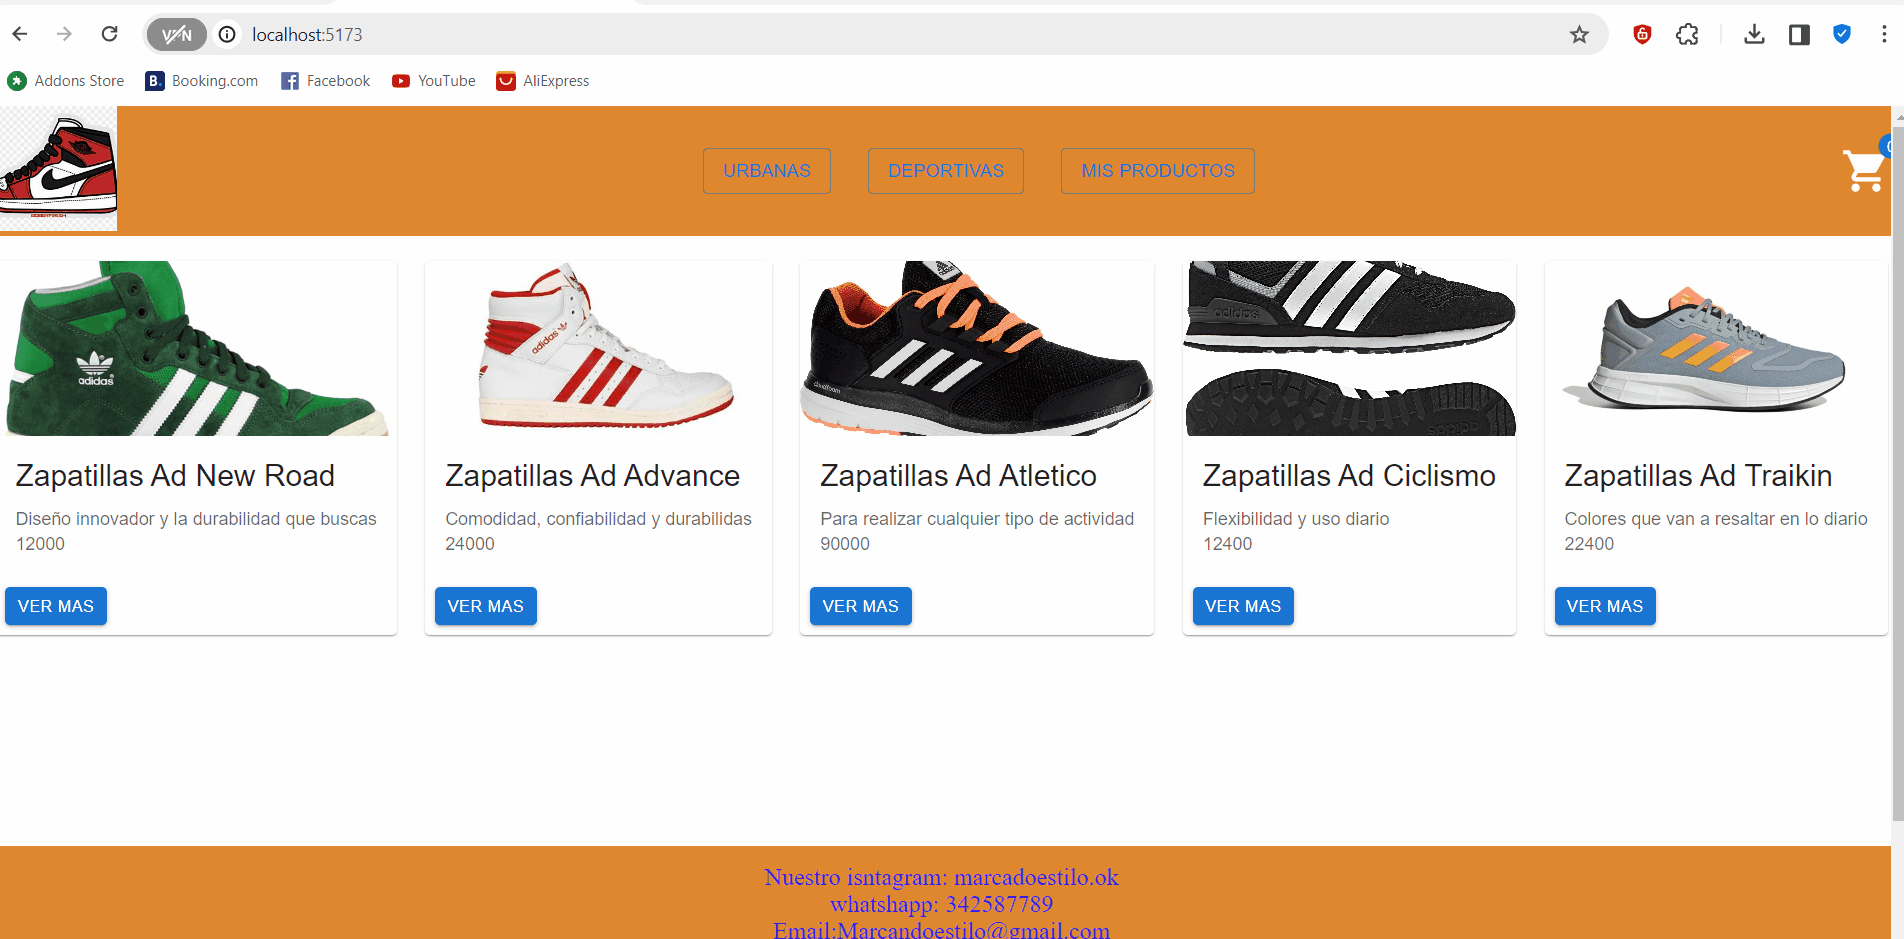 VPN localhost:5173
Addons Store B. Booking.com Facebook YouTube AliExpress
URBANAS DEPORTIVAS MIS PRODUCTOS
adidas
adidas
adidas
cloudfoam
adidas
adidas
Zapatillas Ad New Road
Diseño innovador y la durabilidad que buscas
12000
VER MAS
Zapatillas Ad Advance
Comodidad, confiabilidad y durabilidas
24000
VER MAS
Zapatillas Ad Atletico
Para realizar cualquier tipo de actividad
90000
VER MAS
Zapatillas Ad Ciclismo
Flexibilidad y uso diario
12400
VER MAS
Zapatillas Ad Traikin
Colores que van a resaltar en lo diario
22400
VER MAS
Nuestro isntagram: marcadoestilo.ok
whatshapp: 342587789
Email:Marcandoestilo@gmail.com